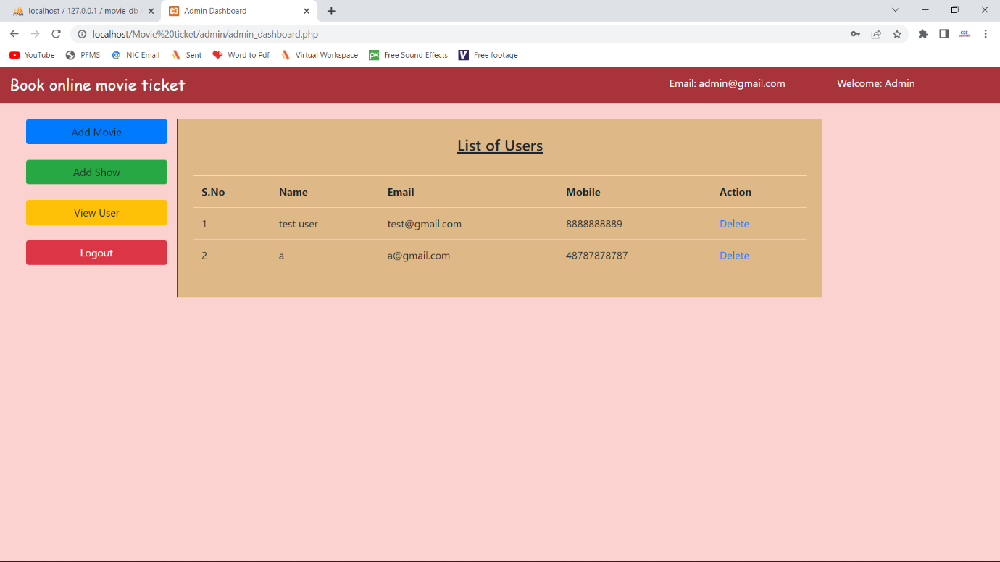 localhost / 127.0.0.1 / movie_db
Admin Dashboard
localhost/Movie%20ticket/admin/admin_dashboard.php
YouTube PFMS NIC Email Sent Word to Pdf Virtual Workspace Free Sound Effects Free footage
Book online movie ticket Email: admin@gmail.com Welcome: Admin
Add Movie
Add Show
View User
Logout
List of Users
S.No Name Email Mobile Action
1 test user test@gmail.com 8888888889 Delete
2 a a@gmail.com 48787878787 Delete